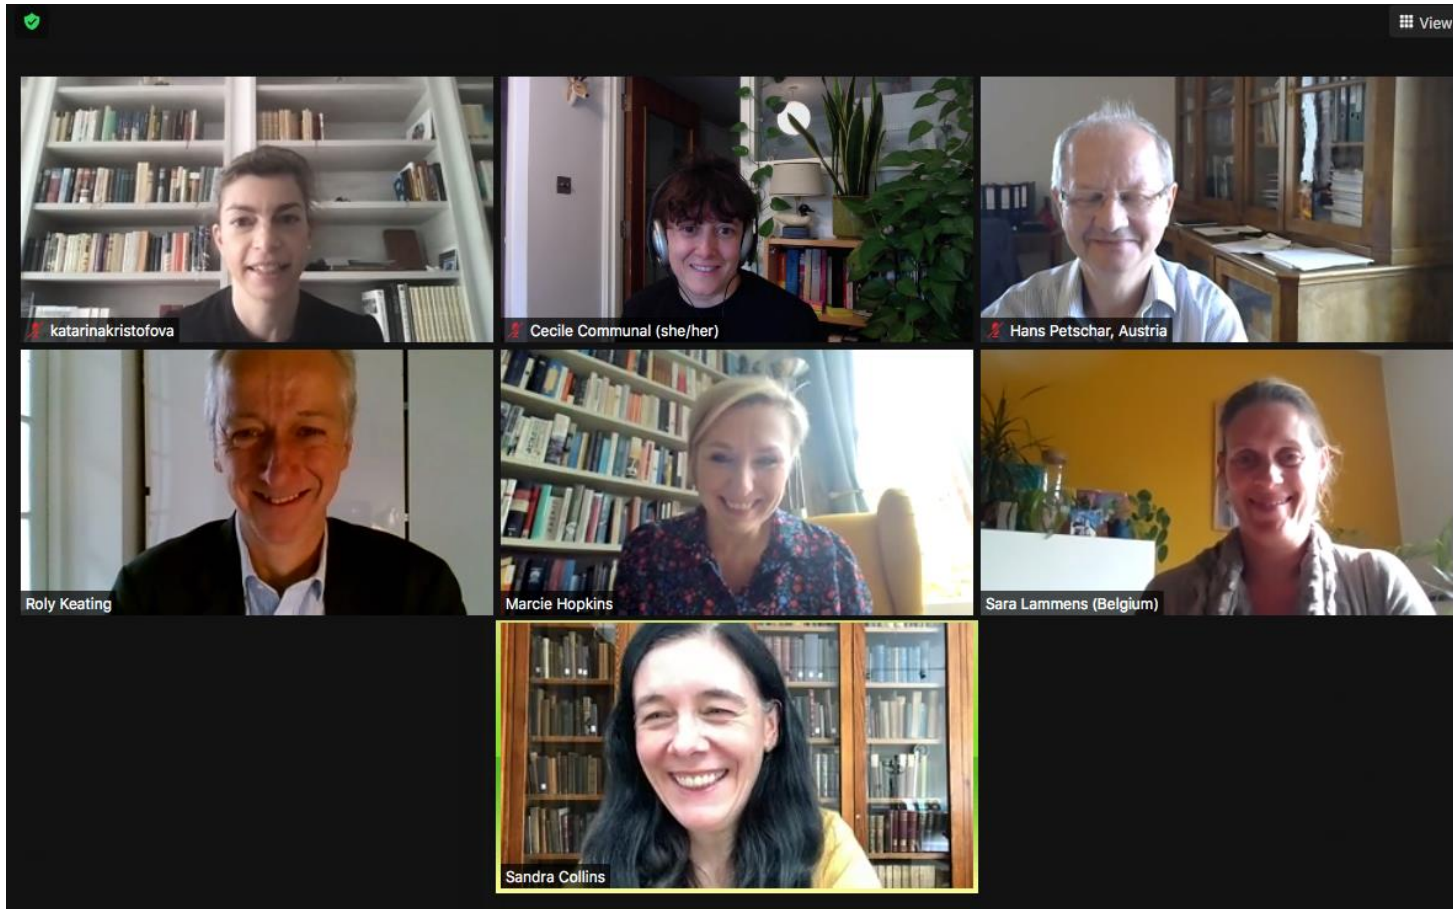 View
katarinakristofova
Cecile Communal (she/her)
Hans Petschar, Austria
Roly Keating
Marcie Hopkins
Sara Lammens (Belgium)
Sandra Collins